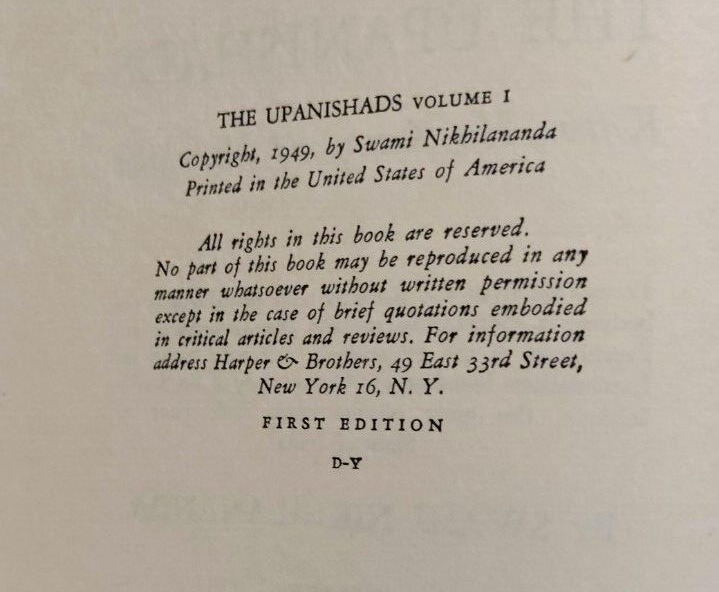 THE UPANISHADS VOLUME I
Copyright, 1949, by Swami Nikhilananda
Printed in the United States of America
All rights in this book are reserved.
No part of this book may be reproduced in any
manner whatsoever without written permission
except in the case of brief quotations embodied
in critical articles and reviews. For information
address Harper & Brothers, 49 East 33rd Street,
New York 16, N. Y.
FIRST EDITION
D-Y